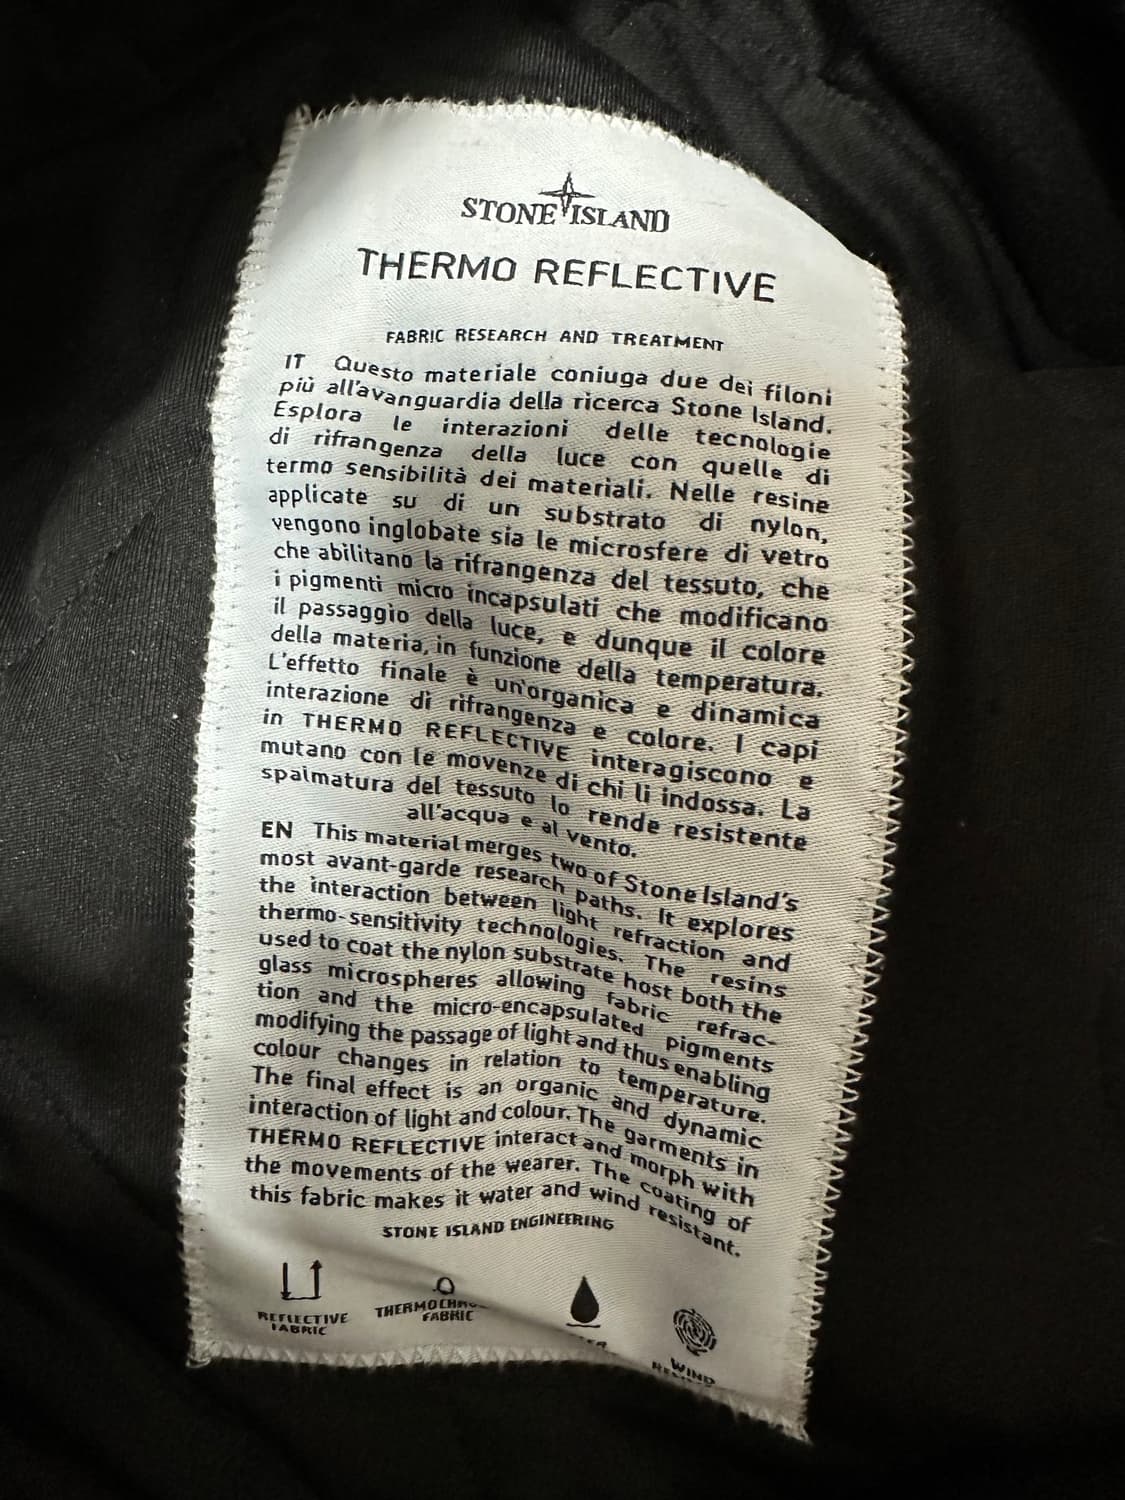 STONE ISLAND
THERMO REFLECTIVE
FABRIC RESEARCH AND TREATMENT
IT Questo materiale coniuga due dei filoni
più all'avanguardia della ricerca Stone Island.
Esplora le interazioni delle tecnologie
di rifrangenza della luce con quelle di
termo sensibilità dei materiali. Nelle resine
applicate su di un substrato di nylon,
vengono inglobate sia le microsfere di vetro
che abilitano la rifrangenza del tessuto, che
i pigmenti micro incapsulati che modificano
il passaggio della luce, e dunque il colore
della materia, in funzione della temperatura.
L'effetto finale è un'organica e dinamica
interazione di rifrangenza e colore. I capi
in THERMO REFLECTIVE interagiscono e
mutano con le movenze di chi li indossa. La
spalmatura del tessuto lo rende resistente
all'acqua e al vento.
EN This material merges two of Stone Island's
most avant-garde research paths. It explores
the interaction between light refraction and
thermo-sensitivity technologies. The resins
used to coat the nylon substrate host both the
glass microspheres allowing fabric refrac-
tion and the micro-encapsulated pigments
modifying the passage of light and thus enabling
colour changes in relation to temperature.
The final effect is an organic and dynamic
interaction of light and colour. The garments in
THERMO REFLECTIVE interact and morph with
the movements of the wearer. The coating of
this fabric makes it water and wind resistant.
STONE ISLAND ENGINEERING
REFLECTIVE
FABRIC
FABRIC
WIND